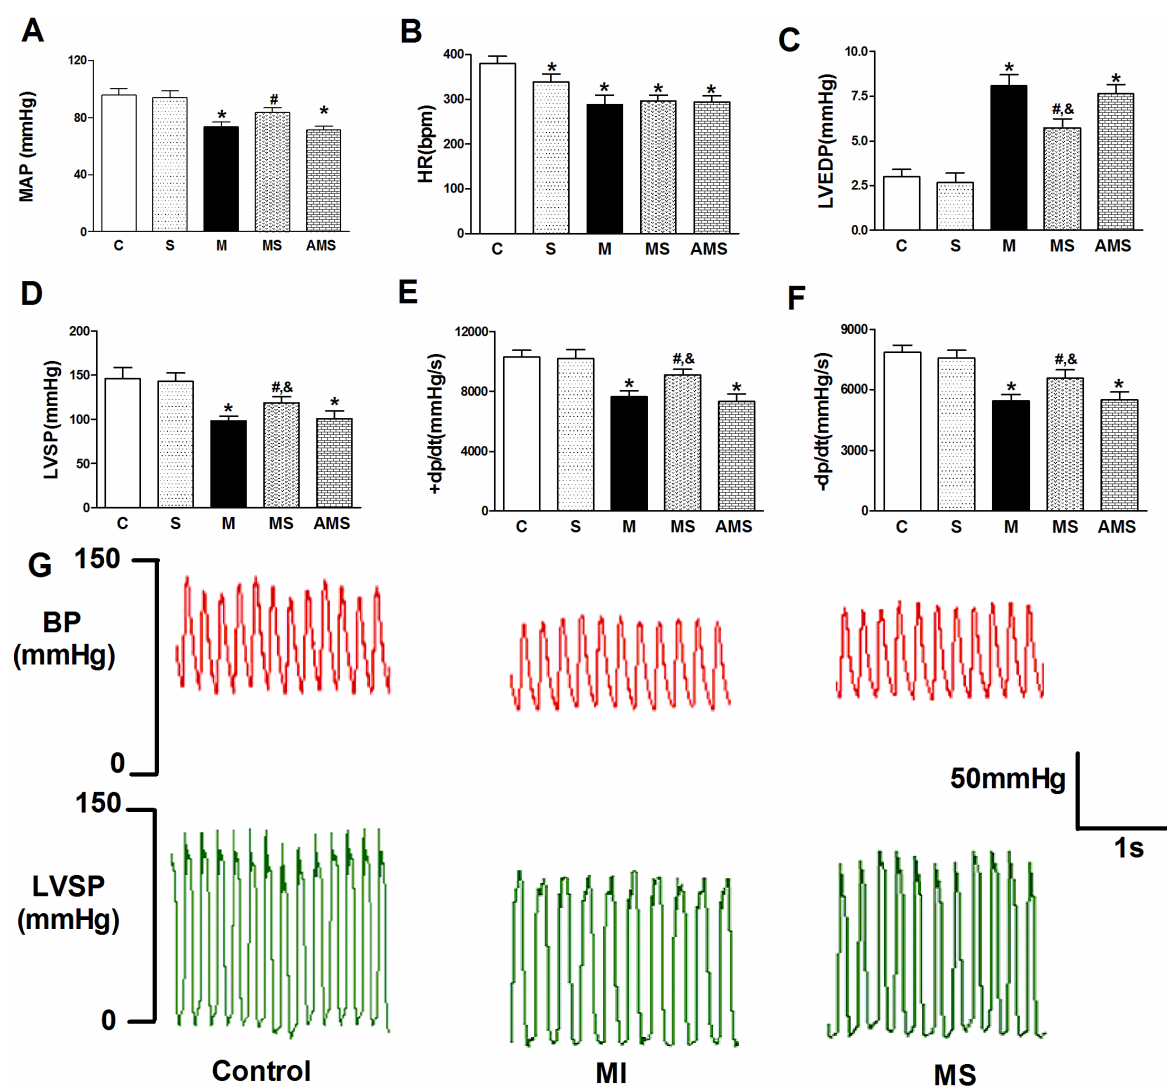 A
MAP (mmHg)
120
80
40
0
*
#
*
C S M MS AMS
B
HR(bpm)
400
300
200
100
0
*
*
*
*
C S M MS AMS
C
LVEDP(mmHg)
10.0
7.5
5.0
2.5
0.0
*
#,&
*
C S M MS AMS
D
LVSP(mmHg)
200
150
100
50
0
*
#,&
*
C S M MS AMS
E
+dp/dt(mmHg/s)
12000
8000
4000
0
*
#,&
*
C S M MS AMS
F
-dp/dt(mmHg/s)
9000
6000
3000
0
*
#,&
*
C S M MS AMS
G
150
BP
(mmHg)
0
50mmHg
1s
150
LVSP
(mmHg)
0
Control
MI
MS